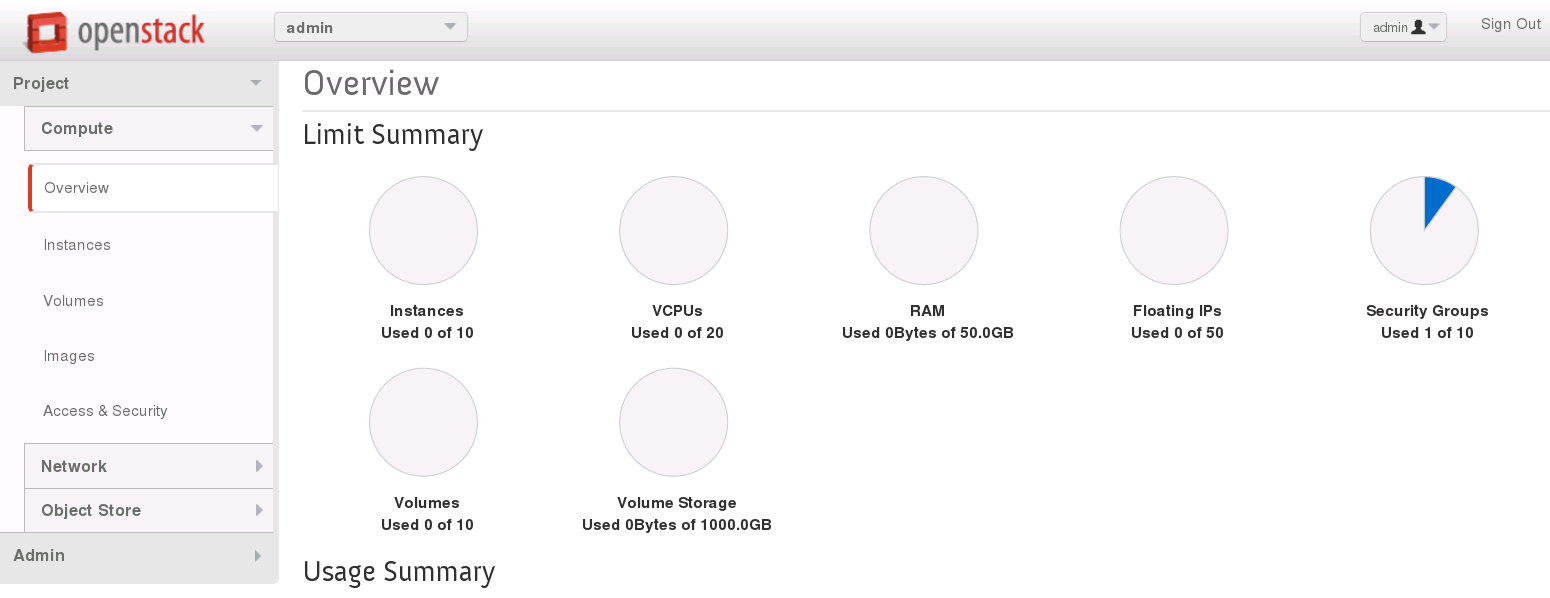 openstack
admin
admin
Sign Out
Project
Compute
Overview
Instances
Volumes
Images
Access & Security
Network
Object Store
Admin
Overview
Limit Summary
Instances
Used 0 of 10
VCPUs
Used 0 of 20
RAM
Used 0Bytes of 50.0GB
Floating IPs
Used 0 of 50
Security Groups
Used 1 of 10
Volumes
Used 0 of 10
Volume Storage
Used 0Bytes of 1000.0GB
Usage Summary